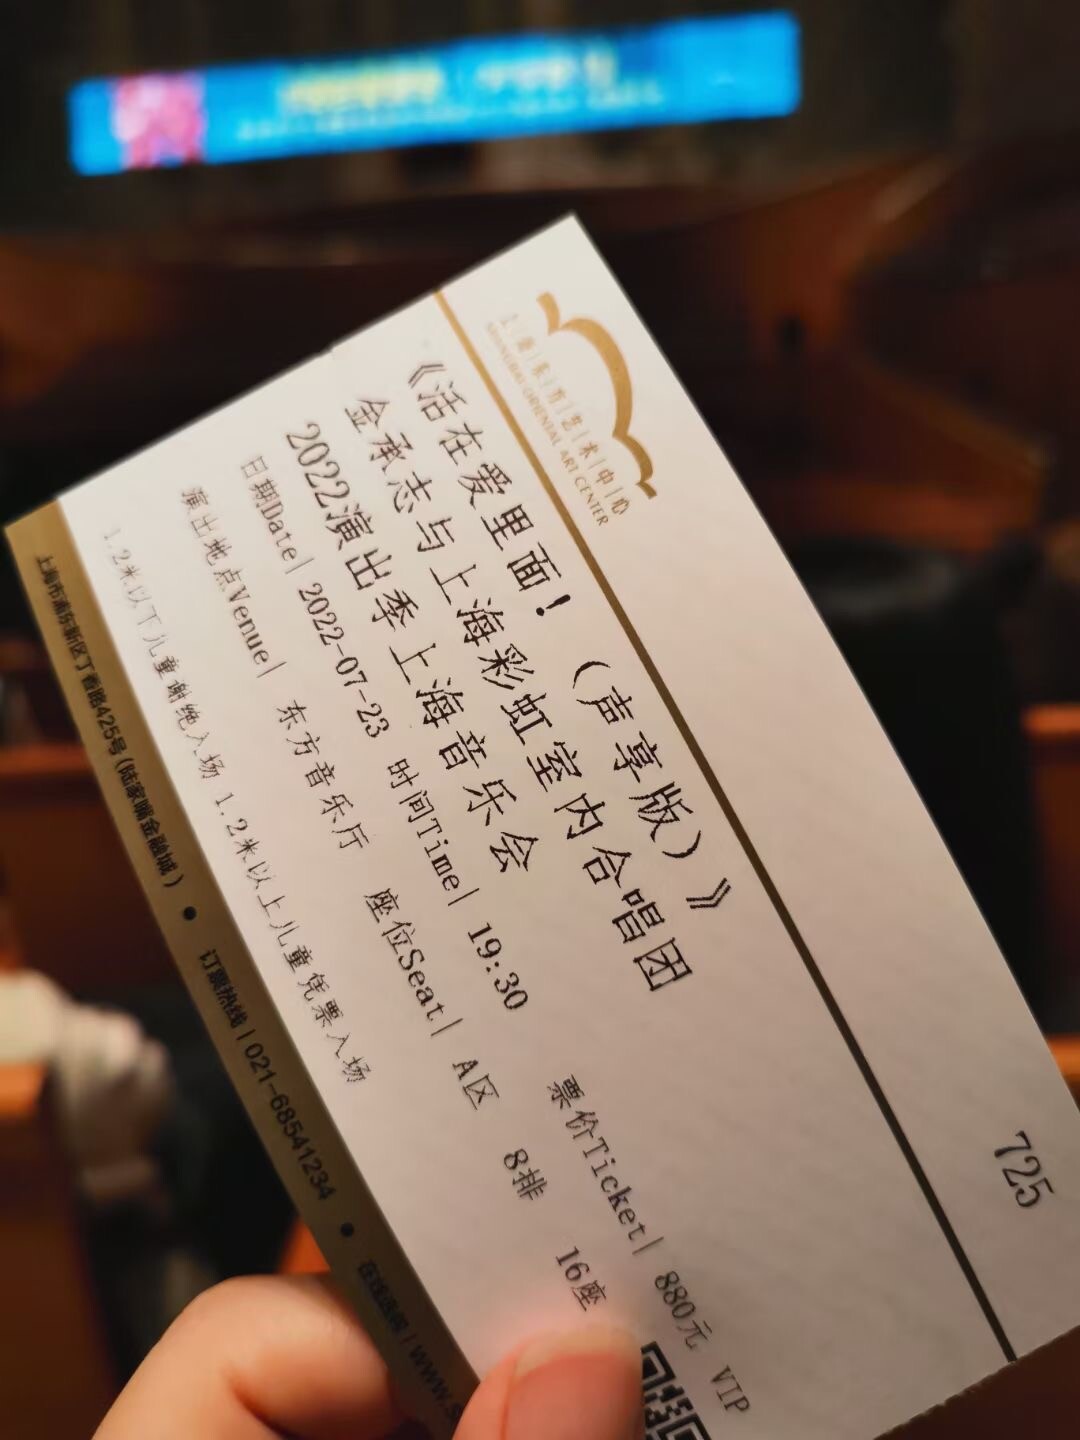 上海东方艺术中心
SHANGHAI ORIENTAL ART CENTER
《活在爱里面！（声享版）》
金承志与上海彩虹室内合唱团
2022演出季上海音乐会
日期Date| 2022-07-23 时间Time| 19:30 票价Ticket| 880元 VIP
演出地点Venue| 东方音乐厅 座位Seat| A区 8排 16座
1.2米以下儿童谢绝入场 1.2米以上儿童凭票入场
上海市浦东新区丁香路425号(陆家嘴金融城) ● 订票热线 | 021-68541234 ● 在线选座 | www.s
725